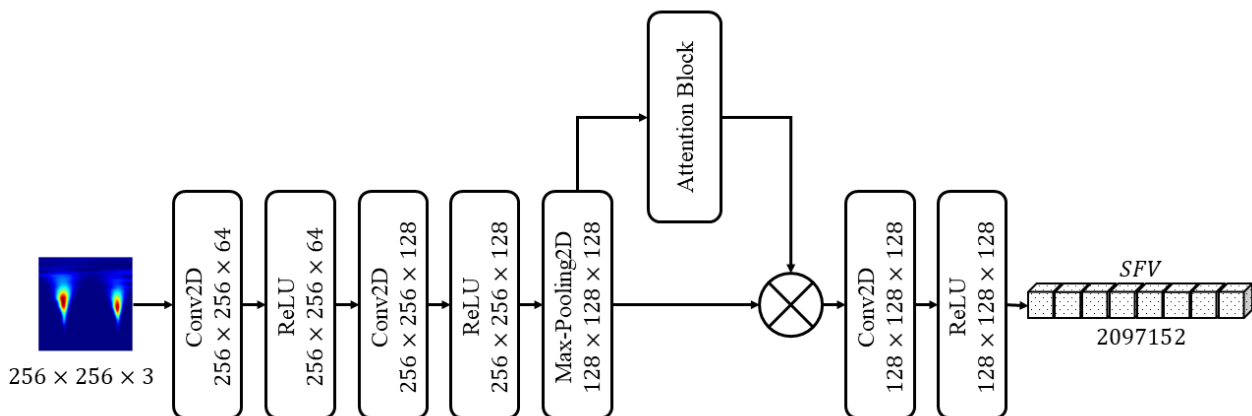 256 × 256 × 3
Conv2D
256 × 256 × 64
ReLU
256 × 256 × 64
Conv2D
256 × 256 × 128
ReLU
256 × 256 × 128
Max-Pooling2D
128 × 128 × 128
Attention Block
Conv2D
128 × 128 × 128
ReLU
128 × 128 × 128
SFV
2097152